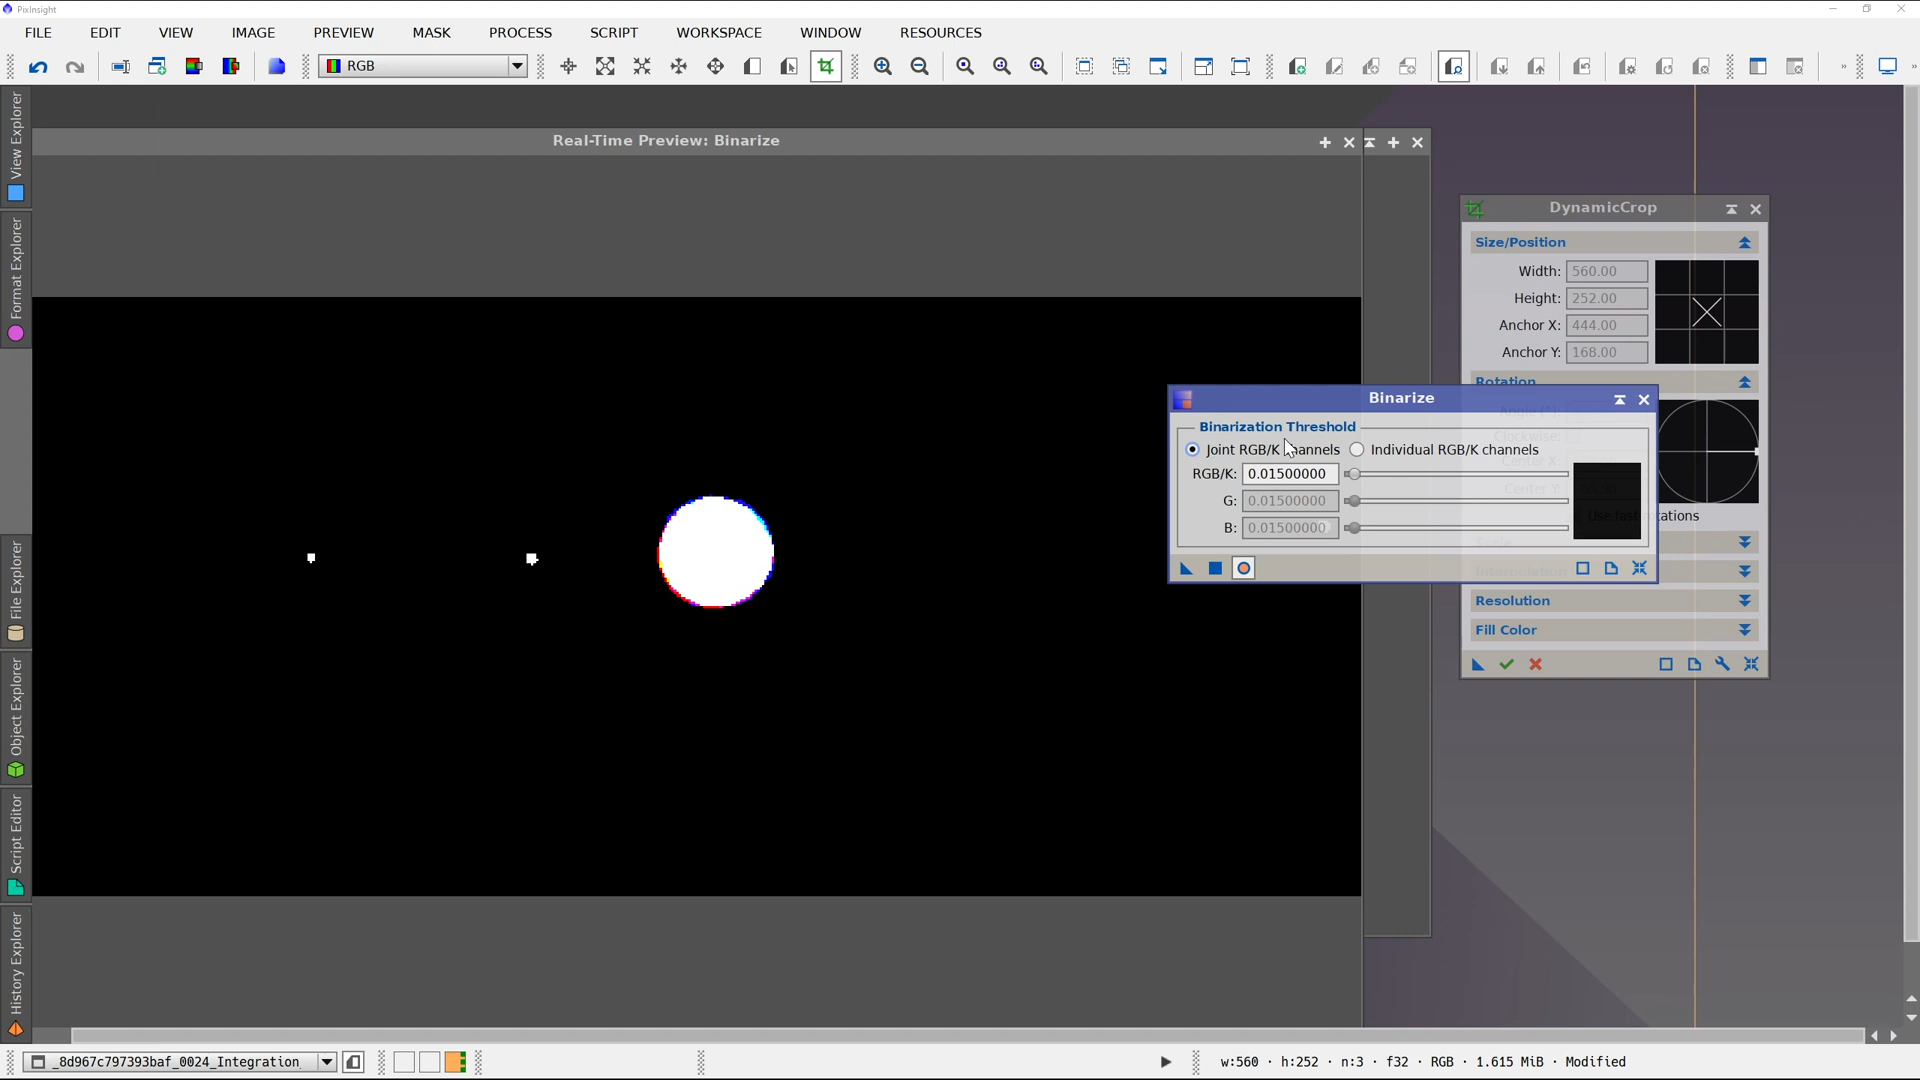 PixInsight
FILE EDIT VIEW IMAGE PREVIEW MASK PROCESS SCRIPT WORKSPACE WINDOW RESOURCES
RGB
»
»
View Explorer
Format Explorer
File Explorer
Object Explorer
Script Editor
History Explorer
Real-Time Preview: Binarize
DynamicCrop
Size/Position
Width: 560.00
Height: 252.00
Anchor X: 444.00
Anchor Y: 168.00
Rotation
Binarize
Binarization Threshold
Joint RGB/K channels Individual RGB/K channels
RGB/K: 0.01500000
G: 0.01500000
B: 0.01500000
Resolution
Fill Color
_8d967c797393baf_0024_Integration
w:560 · h:252 · n:3 · f32 · RGB · 1.615 MiB · Modified